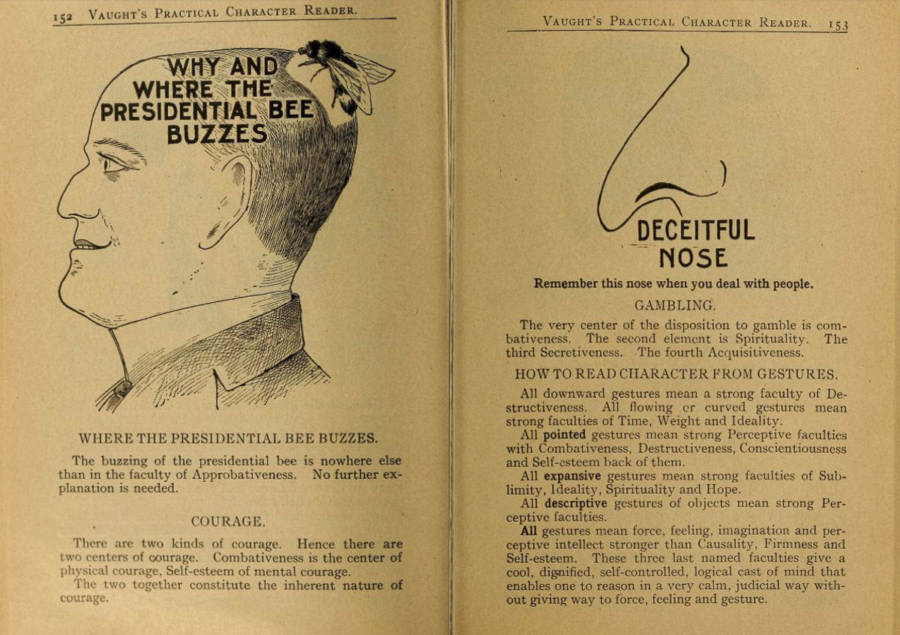 152 VAUGHT'S PRACTICAL CHARACTER READER.
WHY AND
WHERE THE
PRESIDENTIAL BEE
BUZZES
WHERE THE PRESIDENTIAL BEE BUZZES.
The buzzing of the presidential bee is nowhere else
than in the faculty of Approbativeness. No further ex-
planation is needed.
COURAGE.
There are two kinds of courage. Hence there are
two centers of courage. Combativeness is the center of
physical courage, Self-esteem of mental courage.
The two together constitute the inherent nature of
courage.
VAUGHT'S PRACTICAL CHARACTER READER. 153
DECEITFUL
NOSE
Remember this nose when you deal with people.
GAMBLING.
The very center of the disposition to gamble is com-
bativeness. The second element is Spirituality. The
third Secretiveness. The fourth Acquisitiveness.
HOW TO READ CHARACTER FROM GESTURES.
All downward gestures mean a strong faculty of De-
structiveness. All flowing or curved gestures mean
strong faculties of Time, Weight and Ideality.
All pointed gestures mean strong Perceptive faculties
with Combativeness, Destructiveness, Conscientiousness
and Self-esteem back of them.
All expansive gestures mean strong faculties of Sub-
limity, Ideality, Spirituality and Hope.
All descriptive gestures of objects mean strong Per-
ceptive faculties.
All gestures mean force, feeling, imagination and per-
ceptive intellect stronger than Causality, Firmness and
Self-esteem. These three last named faculties give a
cool, dignified, self-controlled, logical cast of mind that
enables one to reason in a very calm, judicial way with-
out giving way to force, feeling and gesture.